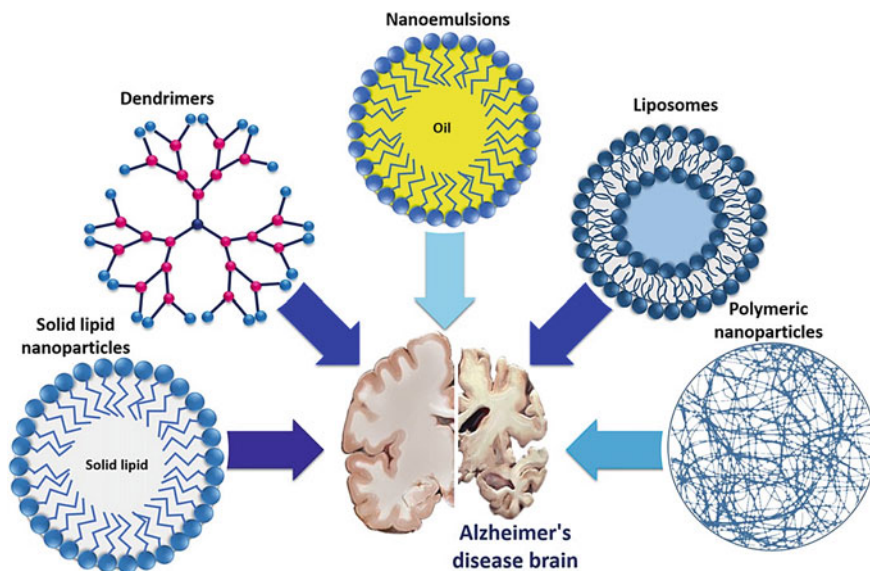 Nanoemulsions
Dendrimers
Oil
Liposomes
Solid lipid
nanoparticles
Polymeric
nanoparticles
Solid lipid
Alzheimer's
disease brain